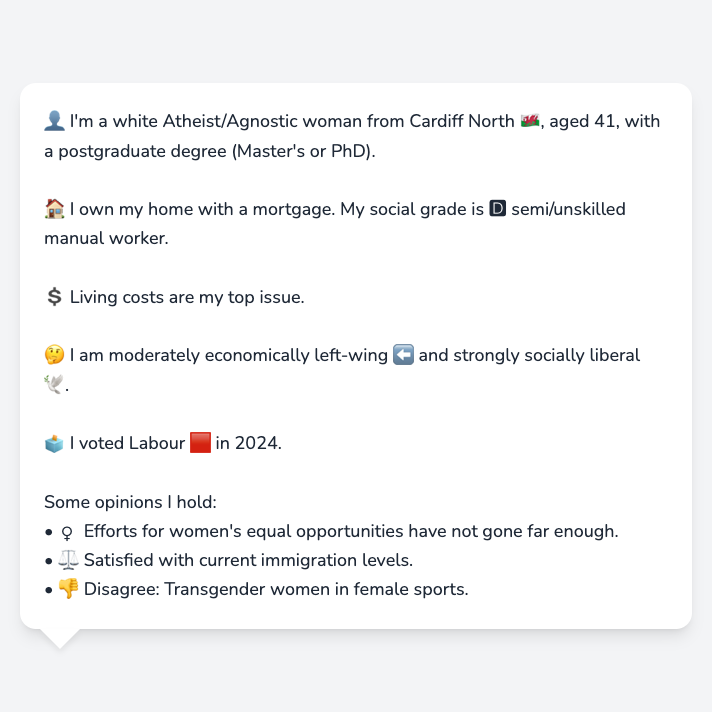 👤 I'm a white Atheist/Agnostic woman from Cardiff North 🏴󠁧󠁢󠁷󠁬󠁳󠁿, aged 41, with
a postgraduate degree (Master's or PhD).
🏠 I own my home with a mortgage. My social grade is 🅳 semi/unskilled
manual worker.
💲 Living costs are my top issue.
🤔 I am moderately economically left-wing ⬅️ and strongly socially liberal
🕊️.
🗳️ I voted Labour 🟥 in 2024.
Some opinions I hold:
• ♀️ Efforts for women's equal opportunities have not gone far enough.
• ⚖️ Satisfied with current immigration levels.
• 👎 Disagree: Transgender women in female sports.